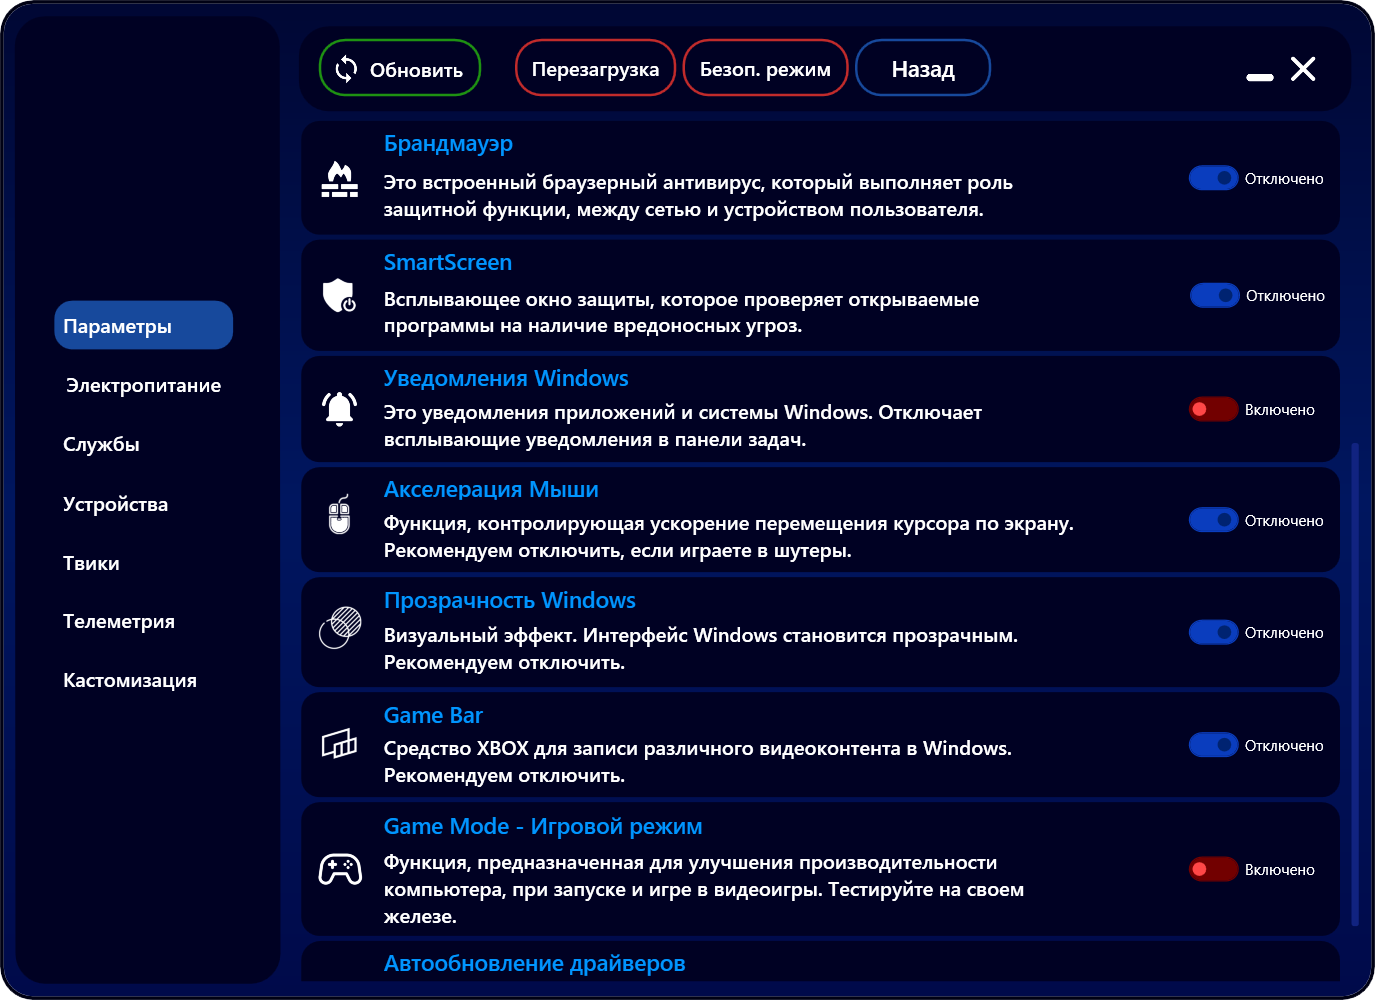 Обновить
Перезагрузка
Безоп. режим
Назад
Параметры
Электропитание
Службы
Устройства
Твики
Телеметрия
Кастомизация
Брандмауэр
Это встроенный браузерный антивирус, который выполняет роль
защитной функции, между сетью и устройством пользователя.
Отключено
SmartScreen
Всплывающее окно защиты, которое проверяет открываемые
программы на наличие вредоносных угроз.
Отключено
Уведомления Windows
Это уведомления приложений и системы Windows. Отключает
всплывающие уведомления в панели задач.
Включено
Акселерация Мыши
Функция, контролирующая ускорение перемещения курсора по экрану.
Рекомендуем отключить, если играете в шутеры.
Отключено
Прозрачность Windows
Визуальный эффект. Интерфейс Windows становится прозрачным.
Рекомендуем отключить.
Отключено
Game Bar
Средство XBOX для записи различного видеоконтента в Windows.
Рекомендуем отключить.
Отключено
Game Mode - Игровой режим
Функция, предназначенная для улучшения производительности
компьютера, при запуске и игре в видеоигры. Тестируйте на своем
железе.
Включено
Автообновление драйверов